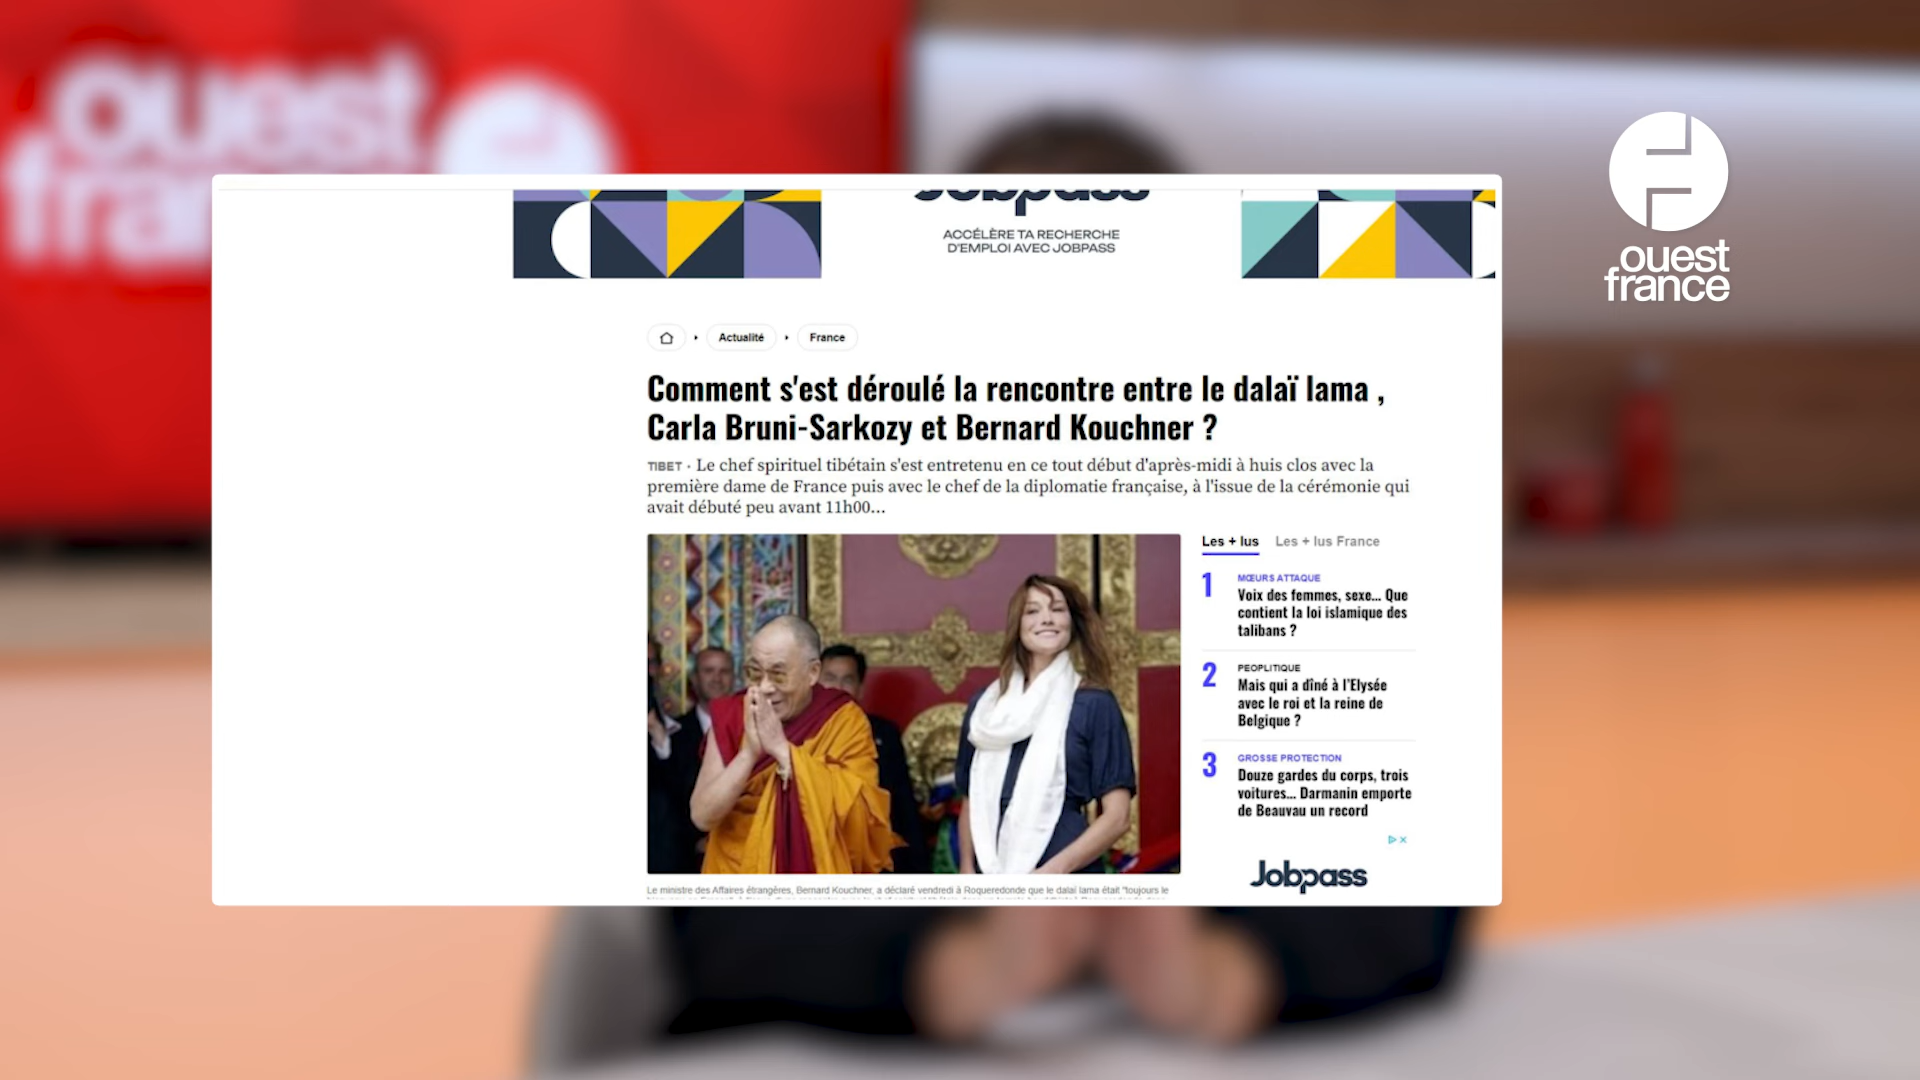 ouest
france
Jobpass
ACCÉLÈRE TA RECHERCHE
D'EMPLOI AVEC JOBPASS
ouest
france
Actualité
France
Comment s'est déroulé la rencontre entre le dalaï lama ,
Carla Bruni-Sarkozy et Bernard Kouchner ?
TIBET • Le chef spirituel tibétain s'est entretenu en ce tout début d'après-midi à huis clos avec la
première dame de France puis avec le chef de la diplomatie française, à l'issue de la cérémonie qui
avait débuté peu avant 11h00...
Les + lus Les + lus France
1 MŒURS ATTAQUE
Voix des femmes, sexe... Que
contient la loi islamique des
talibans ?
2 PEOPLITIQUE
Mais qui a dîné à l'Elysée
avec le roi et la reine de
Belgique ?
3 GROSSE PROTECTION
Douze gardes du corps, trois
voitures... Darmanin emporte
de Beauvau un record
Jobpass
Le ministre des Affaires étrangères, Bernard Kouchner, a déclaré vendredi à Roqueredonde que le dalaï lama était "toujours le